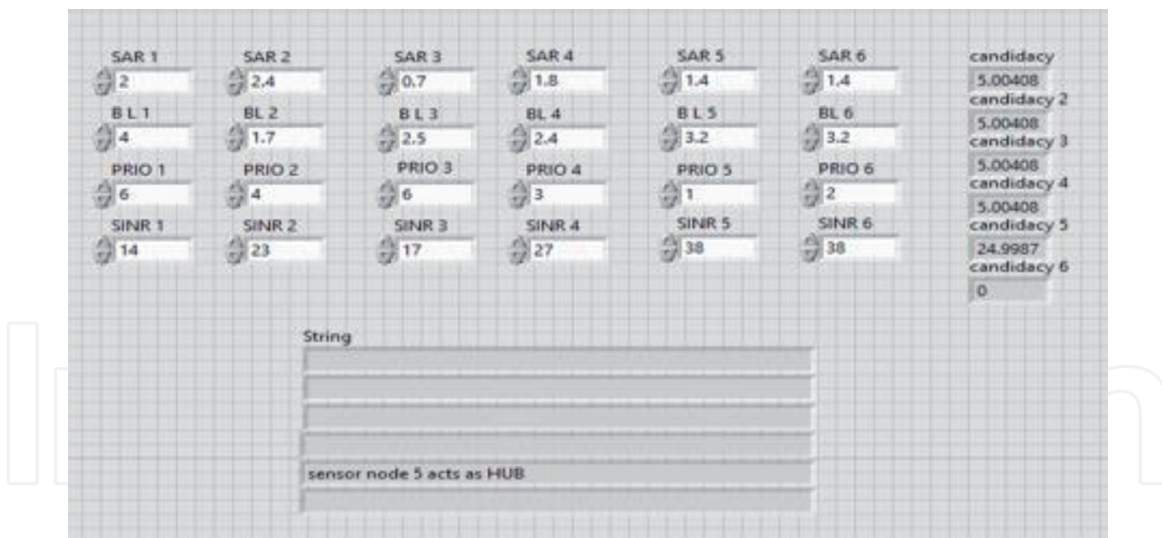 SAR 1 SAR 2 SAR 3 SAR 4 SAR 5 SAR 6 candidacy
2 2.4 0.7 1.8 1.4 1.4 5.00408
B L 1 BL 2 B L 3 BL 4 B L 5 BL 6 candidacy 2
4 1.7 2.5 2.4 3.2 3.2 5.00408
candidacy 3
PRIO 1 PRIO 2 PRIO 3 PRIO 4 PRIO 5 PRIO 6 5.00408
6 4 6 3 1 2 candidacy 4
5.00408
SINR 1 SINR 2 SINR 3 SINR 4 SINR 5 SINR 6 candidacy 5
14 23 17 27 38 38 24.9987
candidacy 6
0
String
sensor node 5 acts as HUB